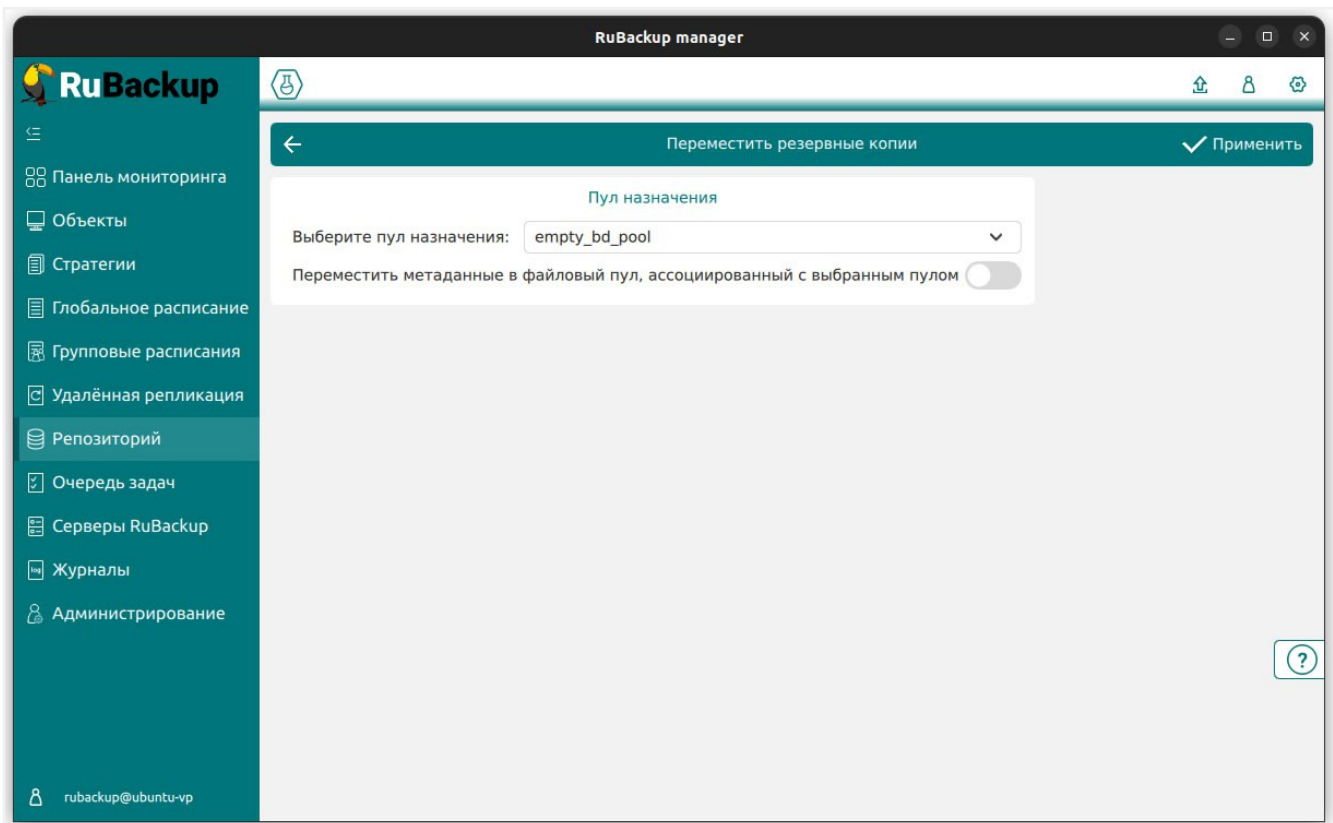 RuBackup manager
RuBackup
Переместить резервные копии
Применить
Панель мониторинга
Объекты
Стратегии
Глобальное расписание
Групповые расписания
Удалённая репликация
Репозиторий
Очередь задач
Серверы RuBackup
Журналы
Администрирование
rubackup@ubuntu-vp
Пул назначения
Выберите пул назначения: empty_bd_pool
Переместить метаданные в файловый пул, ассоциированный с выбранным пулом
?